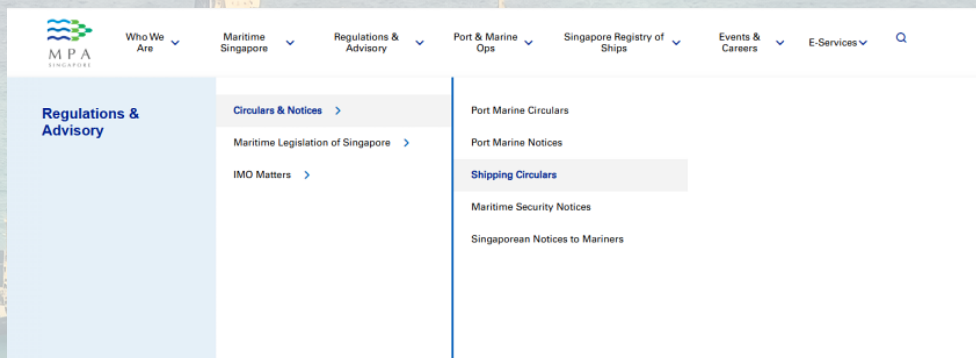 MPA
SINGAPORE
Who We
Are
Maritime
Singapore
Regulations &
Advisory
Port & Marine
Ops
Singapore Registry of
Ships
Events &
Careers
E-Services
Regulations &
Advisory
Circulars & Notices
Maritime Legislation of Singapore
IMO Matters
Port Marine Circulars
Port Marine Notices
Shipping Circulars
Maritime Security Notices
Singaporean Notices to Mariners